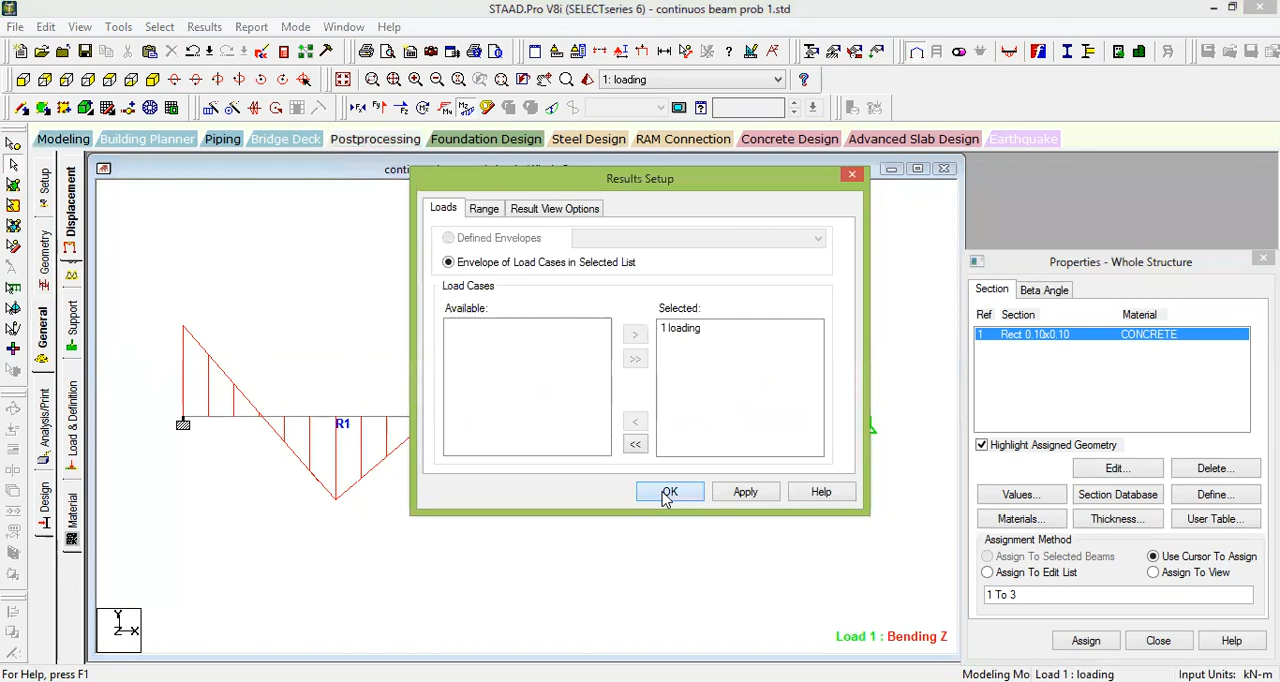 STAAD.Pro V8i (SELECTseries 6) - continuos beam prob 1.std
File Edit View Tools Select Results Report Mode Window Help
1: loading
Modeling Building Planner Piping Bridge Deck Postprocessing Foundation Design Steel Design RAM Connection Concrete Design Advanced Slab Design Earthquake
Setup
Geometry
General
Analysis/Print
Design
Displacement
Support
Load & Definition
Material
R1
Load 1 : Bending Z
Results Setup
Loads Range Result View Options
Defined Envelopes
Envelope of Load Cases in Selected List
Load Cases
Available: Selected:
1 loading
>
>>
<
<<
OK Apply Help
Properties - Whole Structure
Section Beta Angle
Ref Section Material
1 Rect 0.10x0.10 CONCRETE
Highlight Assigned Geometry
Edit... Delete...
Values... Section Database Define...
Materials... Thickness... User Table...
Assignment Method
Assign To Selected Beams Use Cursor To Assign
Assign To Edit List Assign To View
1 To 3
Assign Close Help
For Help, press F1 Modeling Mo Load 1 : loading Input Units: kN-m